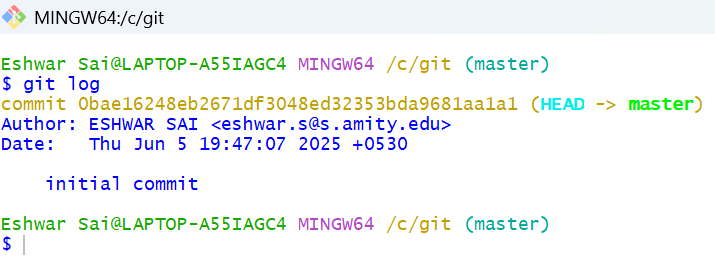 MINGW64:/c/git
Eshwar Sai@LAPTOP-A55IAGC4 MINGW64 /c/git (master)
$ git log
commit 0bae16248eb2671df3048ed32353bda9681aa1a1 (HEAD -> master)
Author: ESHWAR SAI <eshwar.s@s.amity.edu>
Date:   Thu Jun 5 19:47:07 2025 +0530
    initial commit
Eshwar Sai@LAPTOP-A55IAGC4 MINGW64 /c/git (master)
$